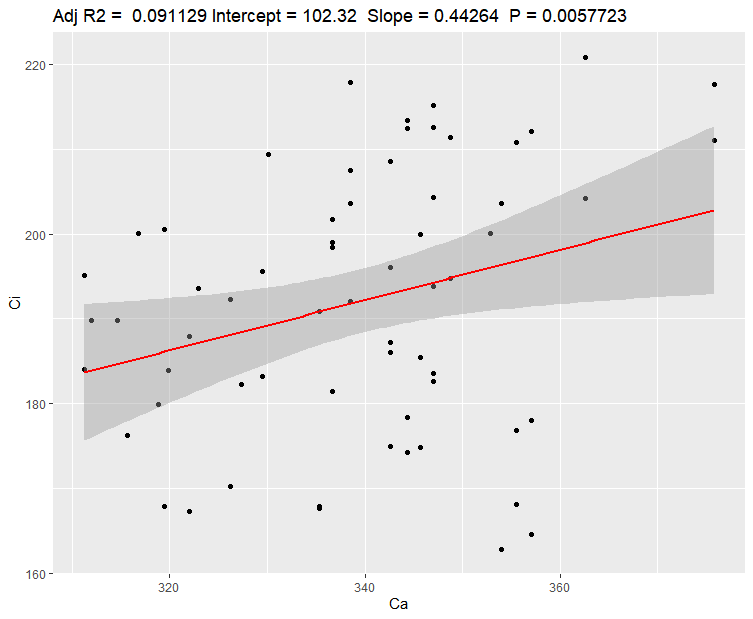 Adj R2 =  0.091129 Intercept = 102.32  Slope = 0.44264  P = 0.0057723
220
200
180
160
Ci
320 340 360
Ca